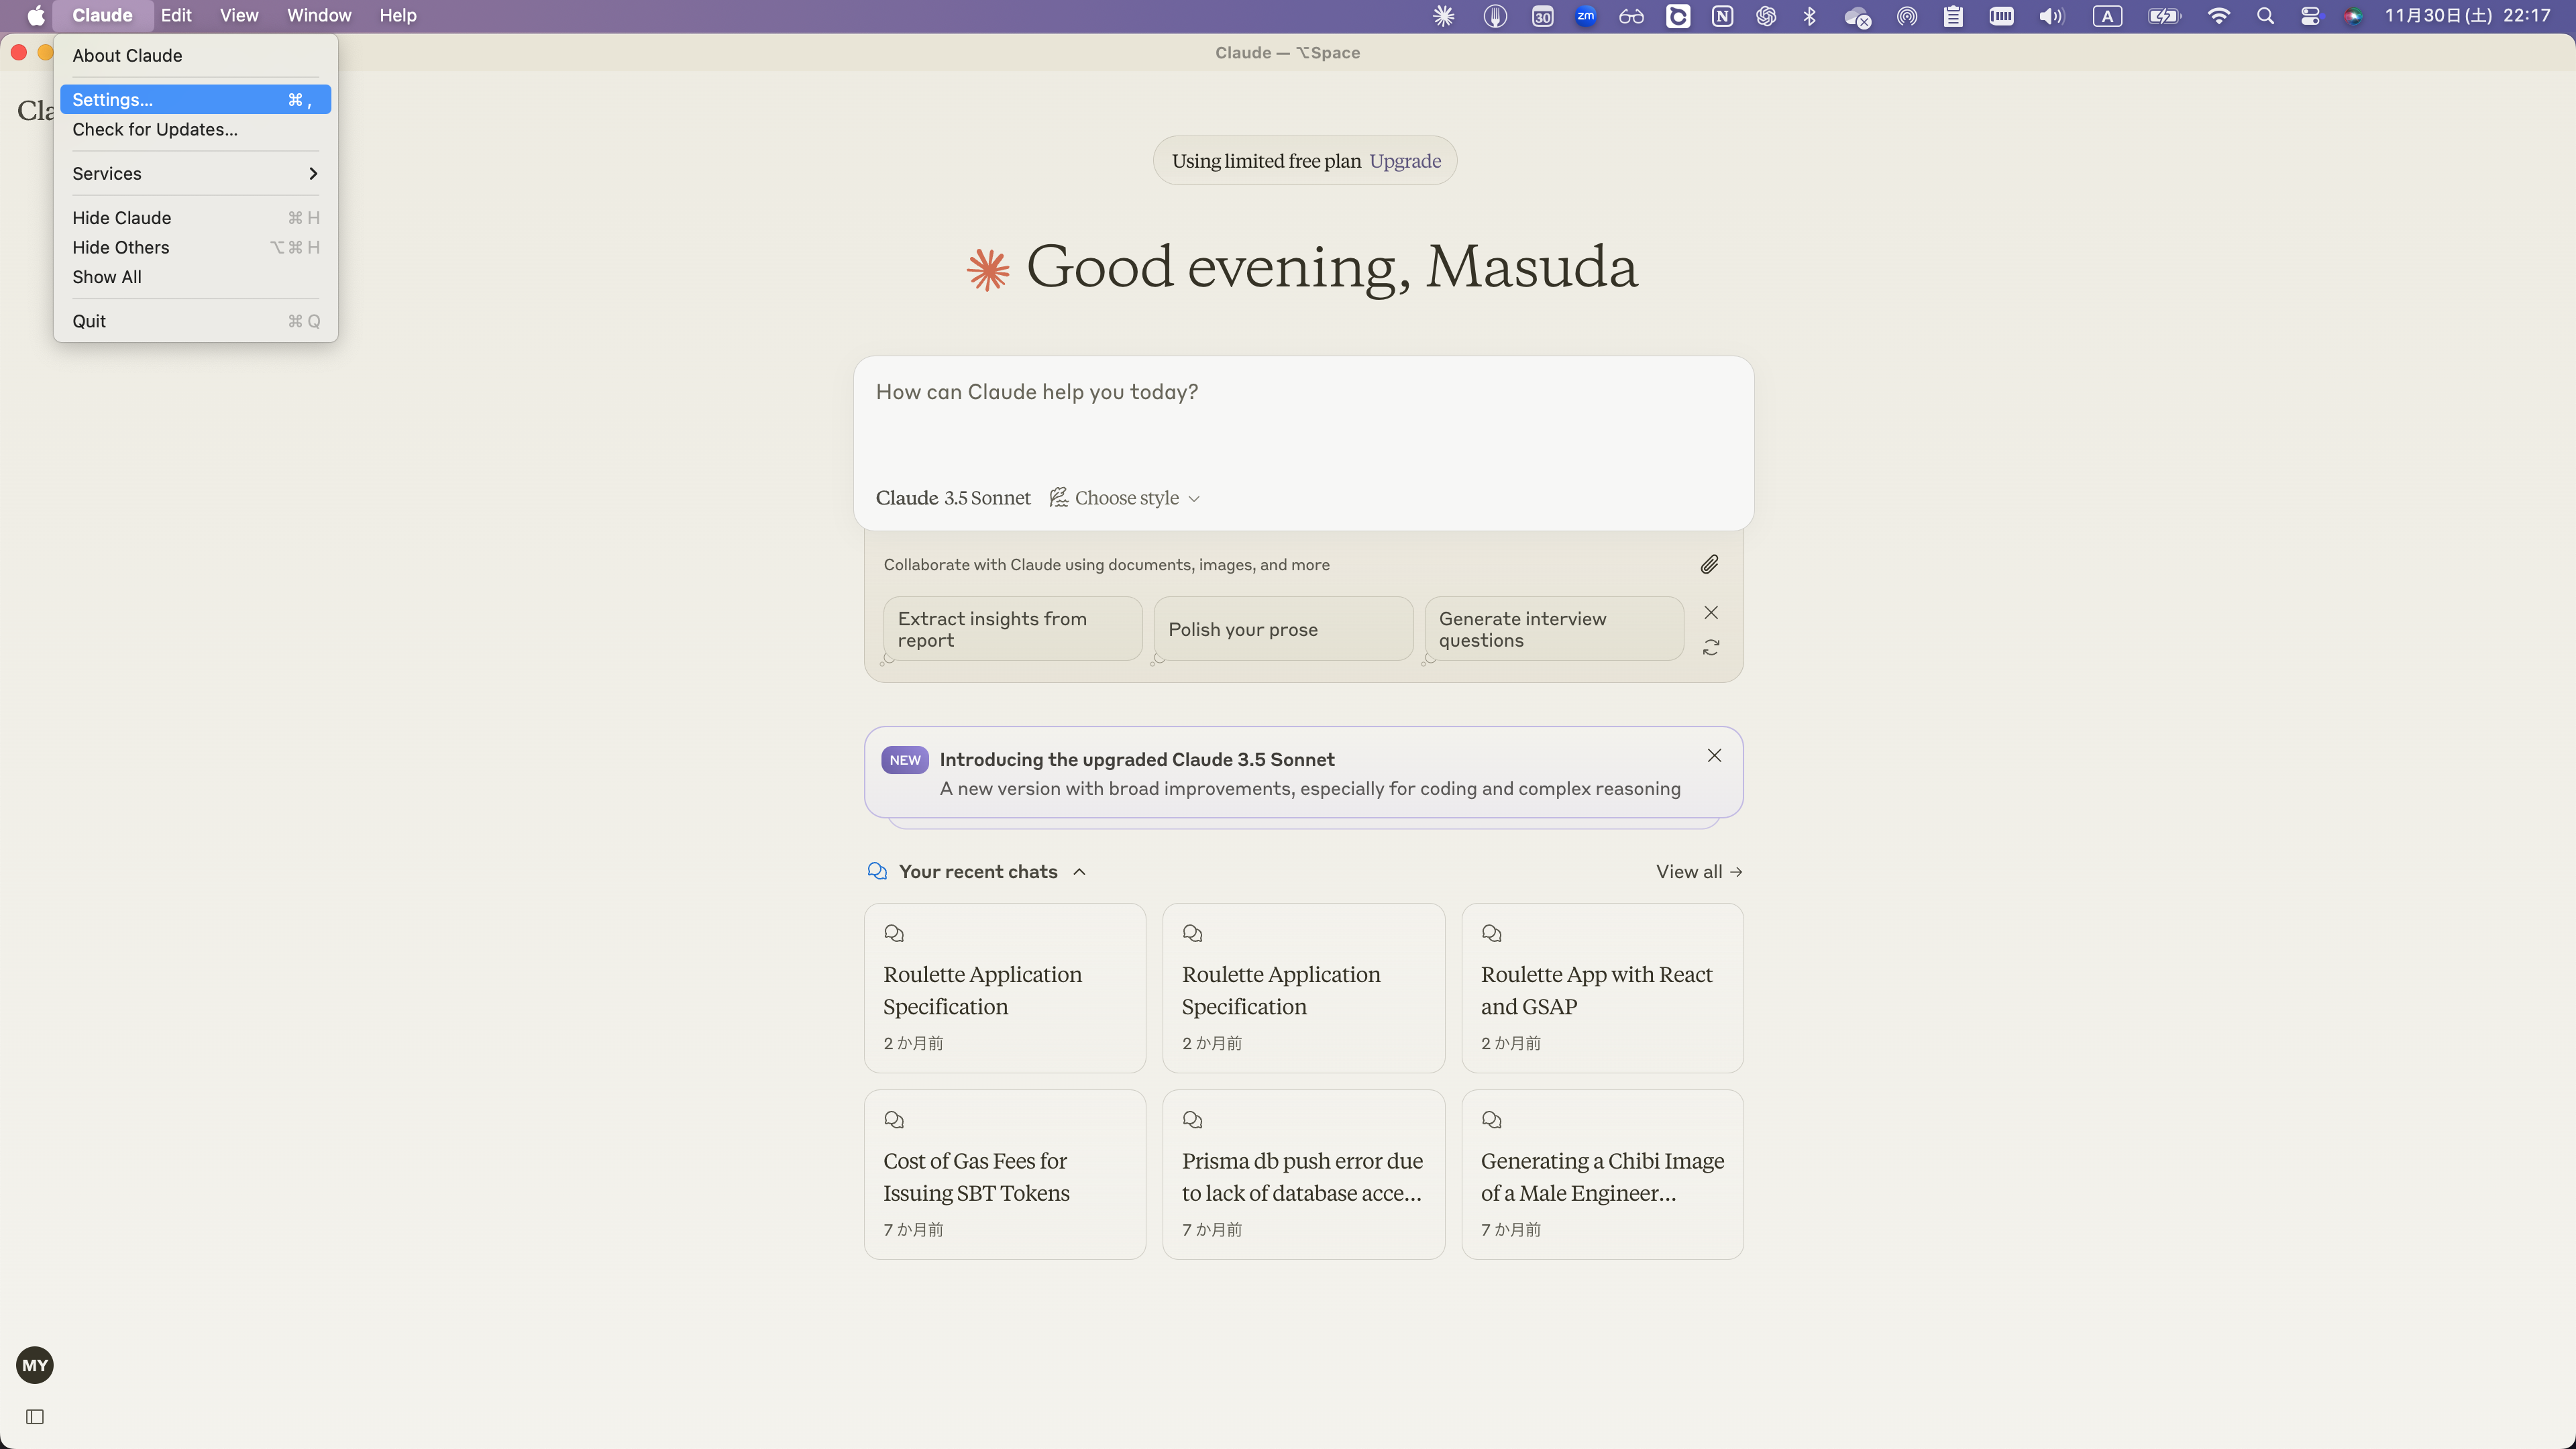 Claude Edit View Window Help
30 zm N A 11月30日(土) 22:17
Claude — ⌥Space
About Claude
Settings... ⌘ ,
Check for Updates...
Services
Hide Claude ⌘ H
Hide Others ⌥ ⌘ H
Show All
Quit ⌘ Q
Cla
Using limited free plan Upgrade
Good evening, Masuda
How can Claude help you today?
Claude 3.5 Sonnet Choose style
Collaborate with Claude using documents, images, and more
Extract insights from
report
Polish your prose
Generate interview
questions
NEW Introducing the upgraded Claude 3.5 Sonnet
A new version with broad improvements, especially for coding and complex reasoning
Your recent chats View all →
Roulette Application
Specification
2 か月前
Roulette Application
Specification
2 か月前
Roulette App with React
and GSAP
2 か月前
Cost of Gas Fees for
Issuing SBT Tokens
7 か月前
Prisma db push error due
to lack of database acce...
7 か月前
Generating a Chibi Image
of a Male Engineer...
7 か月前
MY